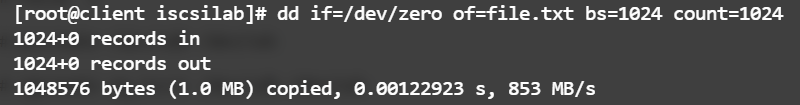 [root@client iscsilab]# dd if=/dev/zero of=file.txt bs=1024 count=1024
1024+0 records in
1024+0 records out
1048576 bytes (1.0 MB) copied, 0.00122923 s, 853 MB/s